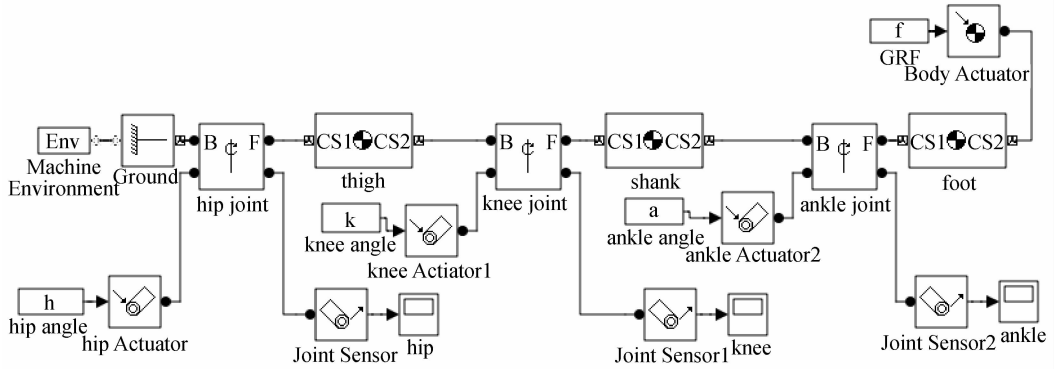 f
GRF
Body Actuator
Env
Machine
Environment
Ground
B F
hip joint
CS1 CS2
thigh
B F
knee joint
CS1 CS2
shank
B F
ankle joint
CS1 CS2
foot
k
knee angle
knee Actiator1
a
ankle angle
ankle Actuator2
h
hip angle
hip Actuator
Joint Sensor
hip
Joint Sensor1
knee
Joint Sensor2
ankle